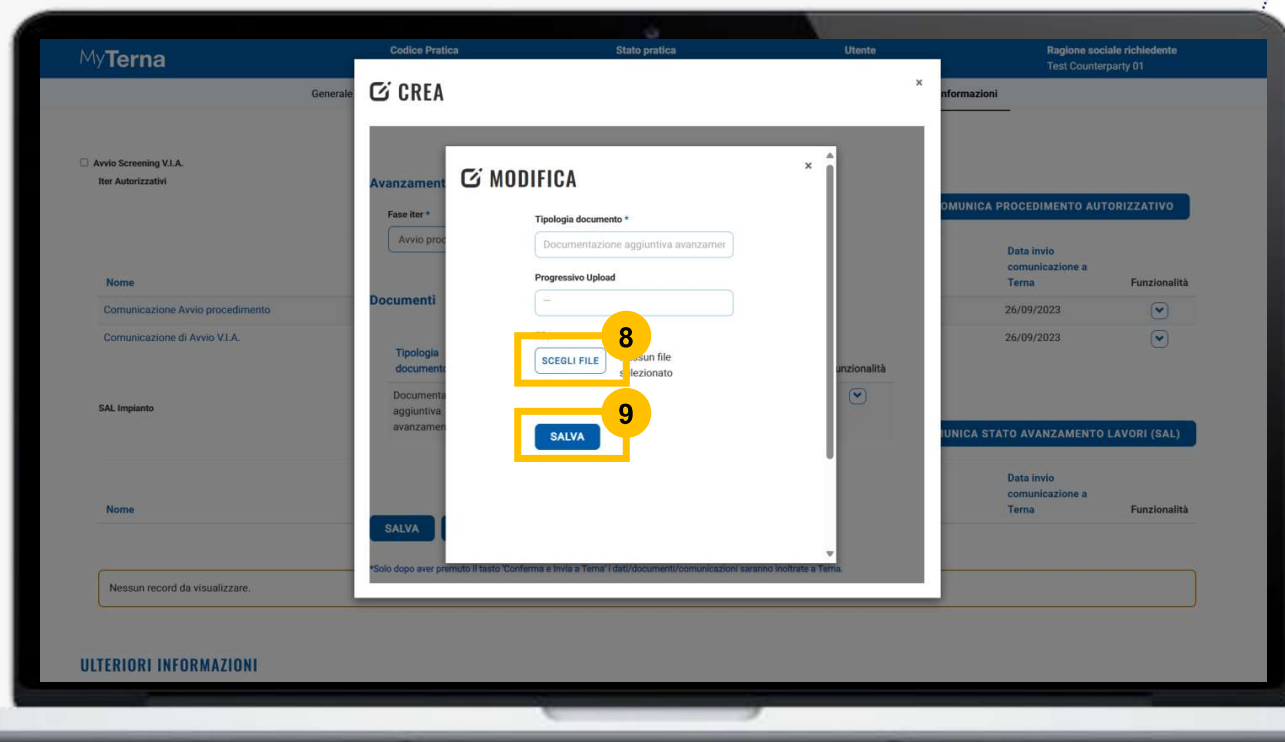 MyTerna
Codice Pratica
Stato pratica
Utente
Ragione sociale richiedente
Test Counterparty 01
Generale
nformazioni
CREA
×
Avvio Screening V.I.A.
Iter Autorizzativi
Avanzament
Fase iter *
Avvio proc
MODIFICA
×
Tipologia documento *
Documentazione aggiuntiva avanzamen
Progressivo Upload
—
OMUNICA PROCEDIMENTO AUTORIZZATIVO
Nome
Data invio
comunicazione a
Terna
Funzionalità
Comunicazione Avvio procedimento
26/09/2023
Comunicazione di Avvio V.I.A.
26/09/2023
Documenti
Tipologia
document
unzionalità
Documenta
aggiuntiva
avanzamen
8
SCEGLI FILE
sun file
selezionato
9
SALVA
SAL Impianto
UNICA STATO AVANZAMENTO LAVORI (SAL)
Nome
Data invio
comunicazione a
Terna
Funzionalità
SALVA
*Solo dopo aver premuto il tasto 'Conferma e Invia a Terna' i dati/documenti/comunicazioni saranno inoltrate a Terna.
Nessun record da visualizzare.
ULTERIORI INFORMAZIONI